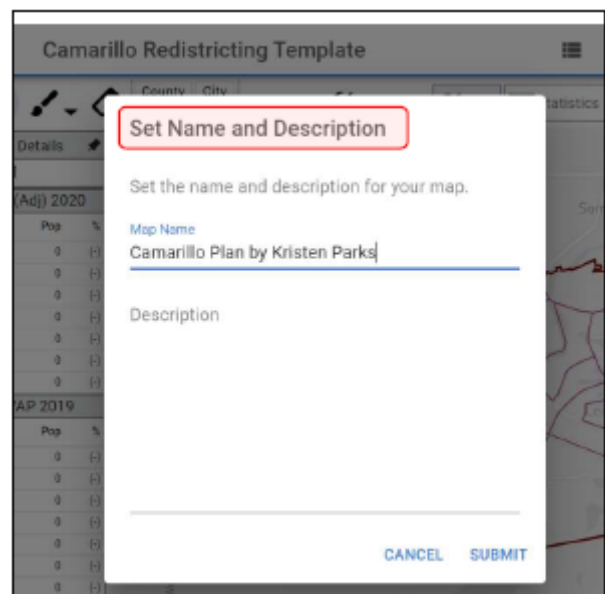 Camarillo Redistricting Template
County City
Statistics
Details
(Adj) 2020
Pop %
0 (-)
0 (-)
0 (-)
0 (-)
0 (-)
0 (-)
0 (-)
Set Name and Description
Set the name and description for your map.
Map Name
Camarillo Plan by Kristen Parks
Description
VAP 2019
Pop %
0 (-)
0 (-)
0 (-)
0 (-)
0 (-)
0 (-)
0 (-)
CANCEL SUBMIT